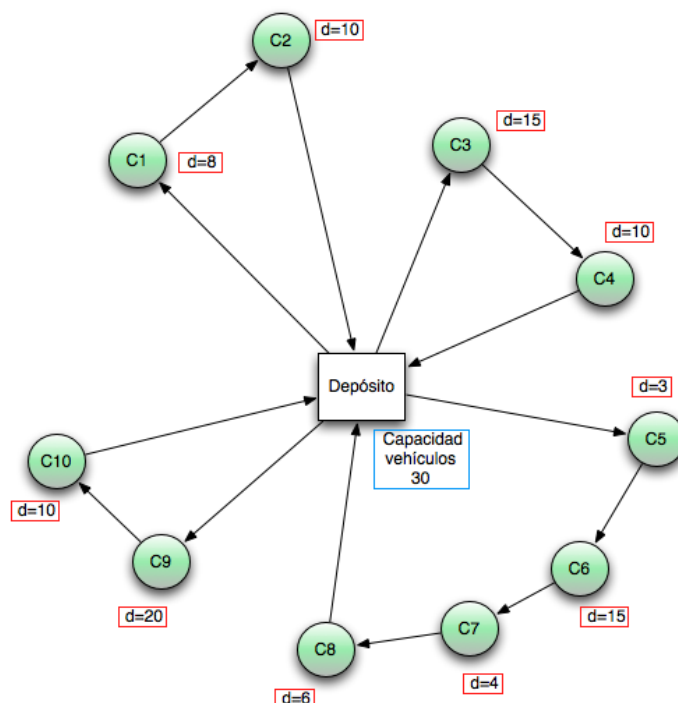 C2
d=10
C1
d=8
d=15
C3
d=10
C4
Depósito
Capacidad
vehículos
30
d=3
C5
C10
d=10
C9
d=20
C6
d=15
C7
d=4
C8
d=6